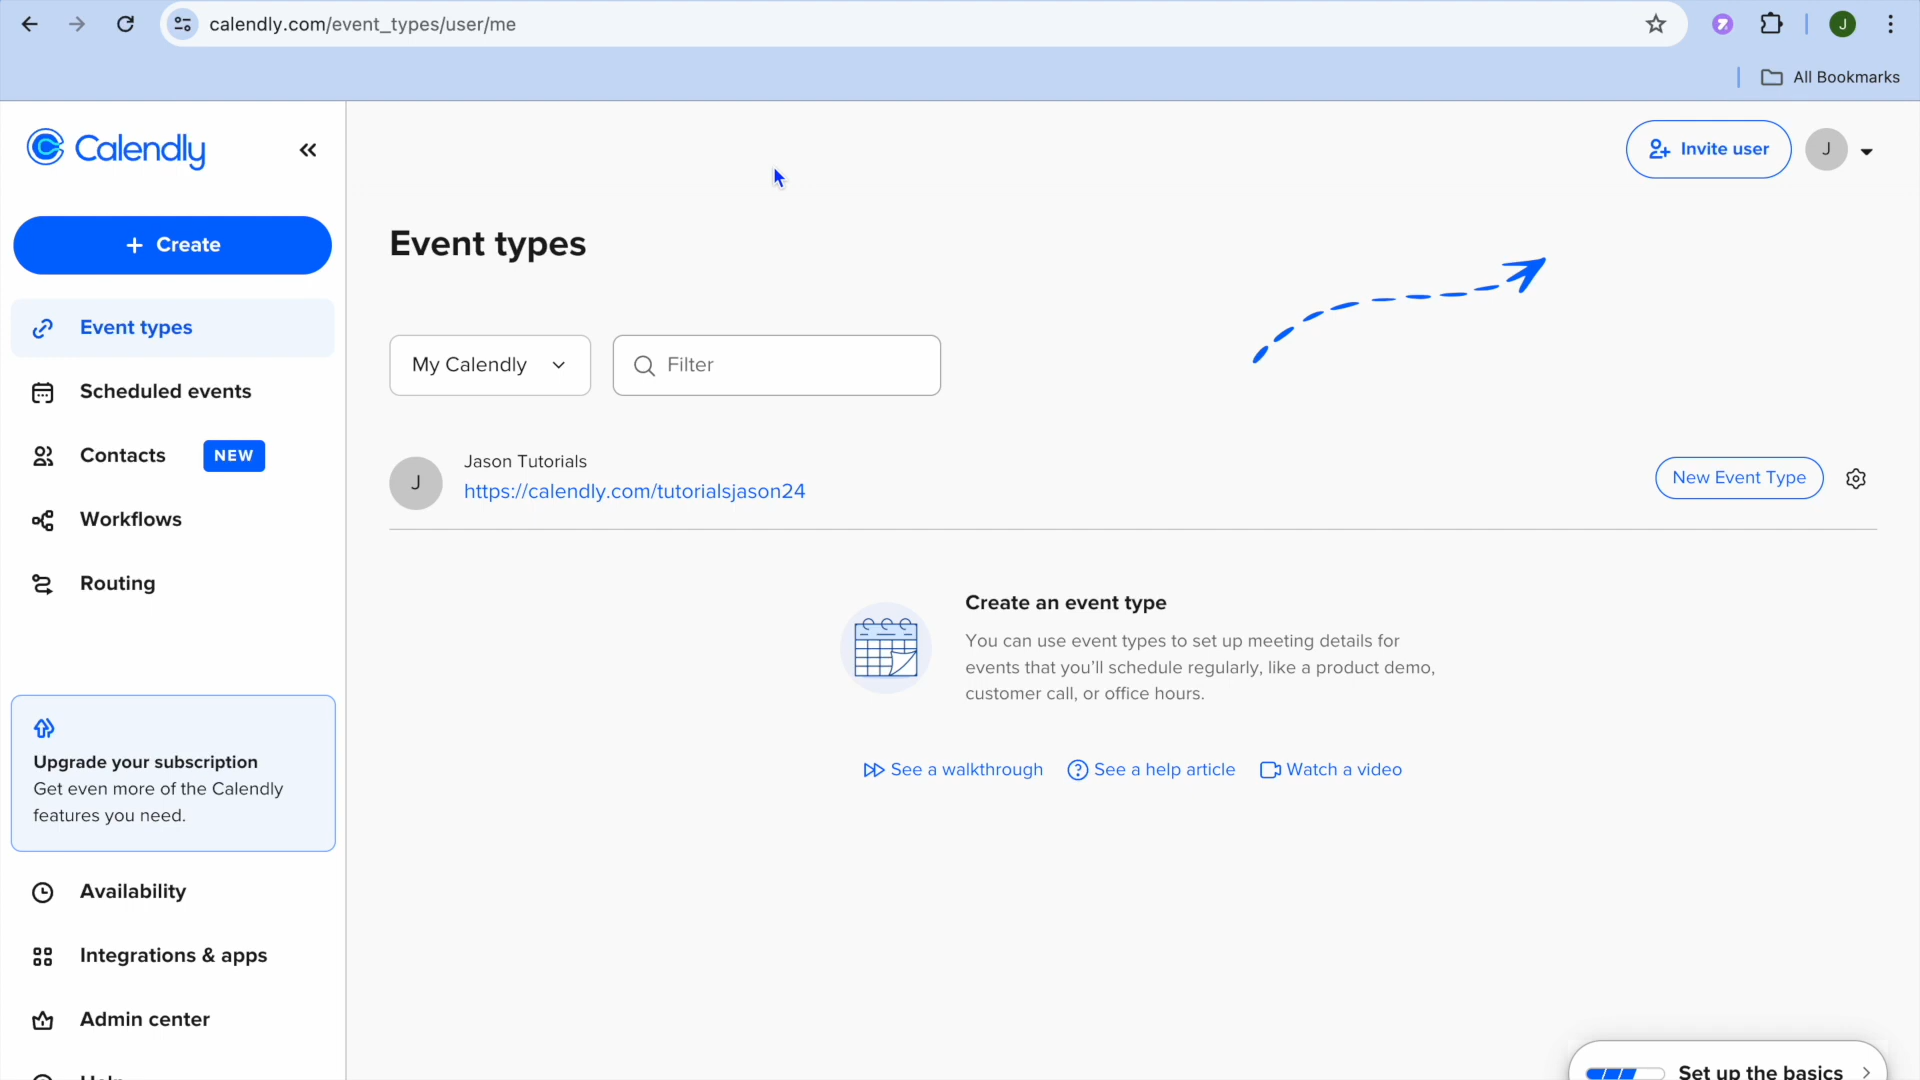 calendly.com/event_types/user/me
J
All Bookmarks
Calendly
Invite user
J
+ Create
Event types
Event types
My Calendly
Filter
Scheduled events
Contacts
NEW
Jason Tutorials
J
https://calendly.com/tutorialsjason24
New Event Type
Workflows
Routing
Create an event type
You can use event types to set up meeting details for
events that you'll schedule regularly, like a product demo,
customer call, or office hours.
See a walkthrough
See a help article
Watch a video
Upgrade your subscription
Get even more of the Calendly
features you need.
Availability
Integrations & apps
Admin center
Set up the basics